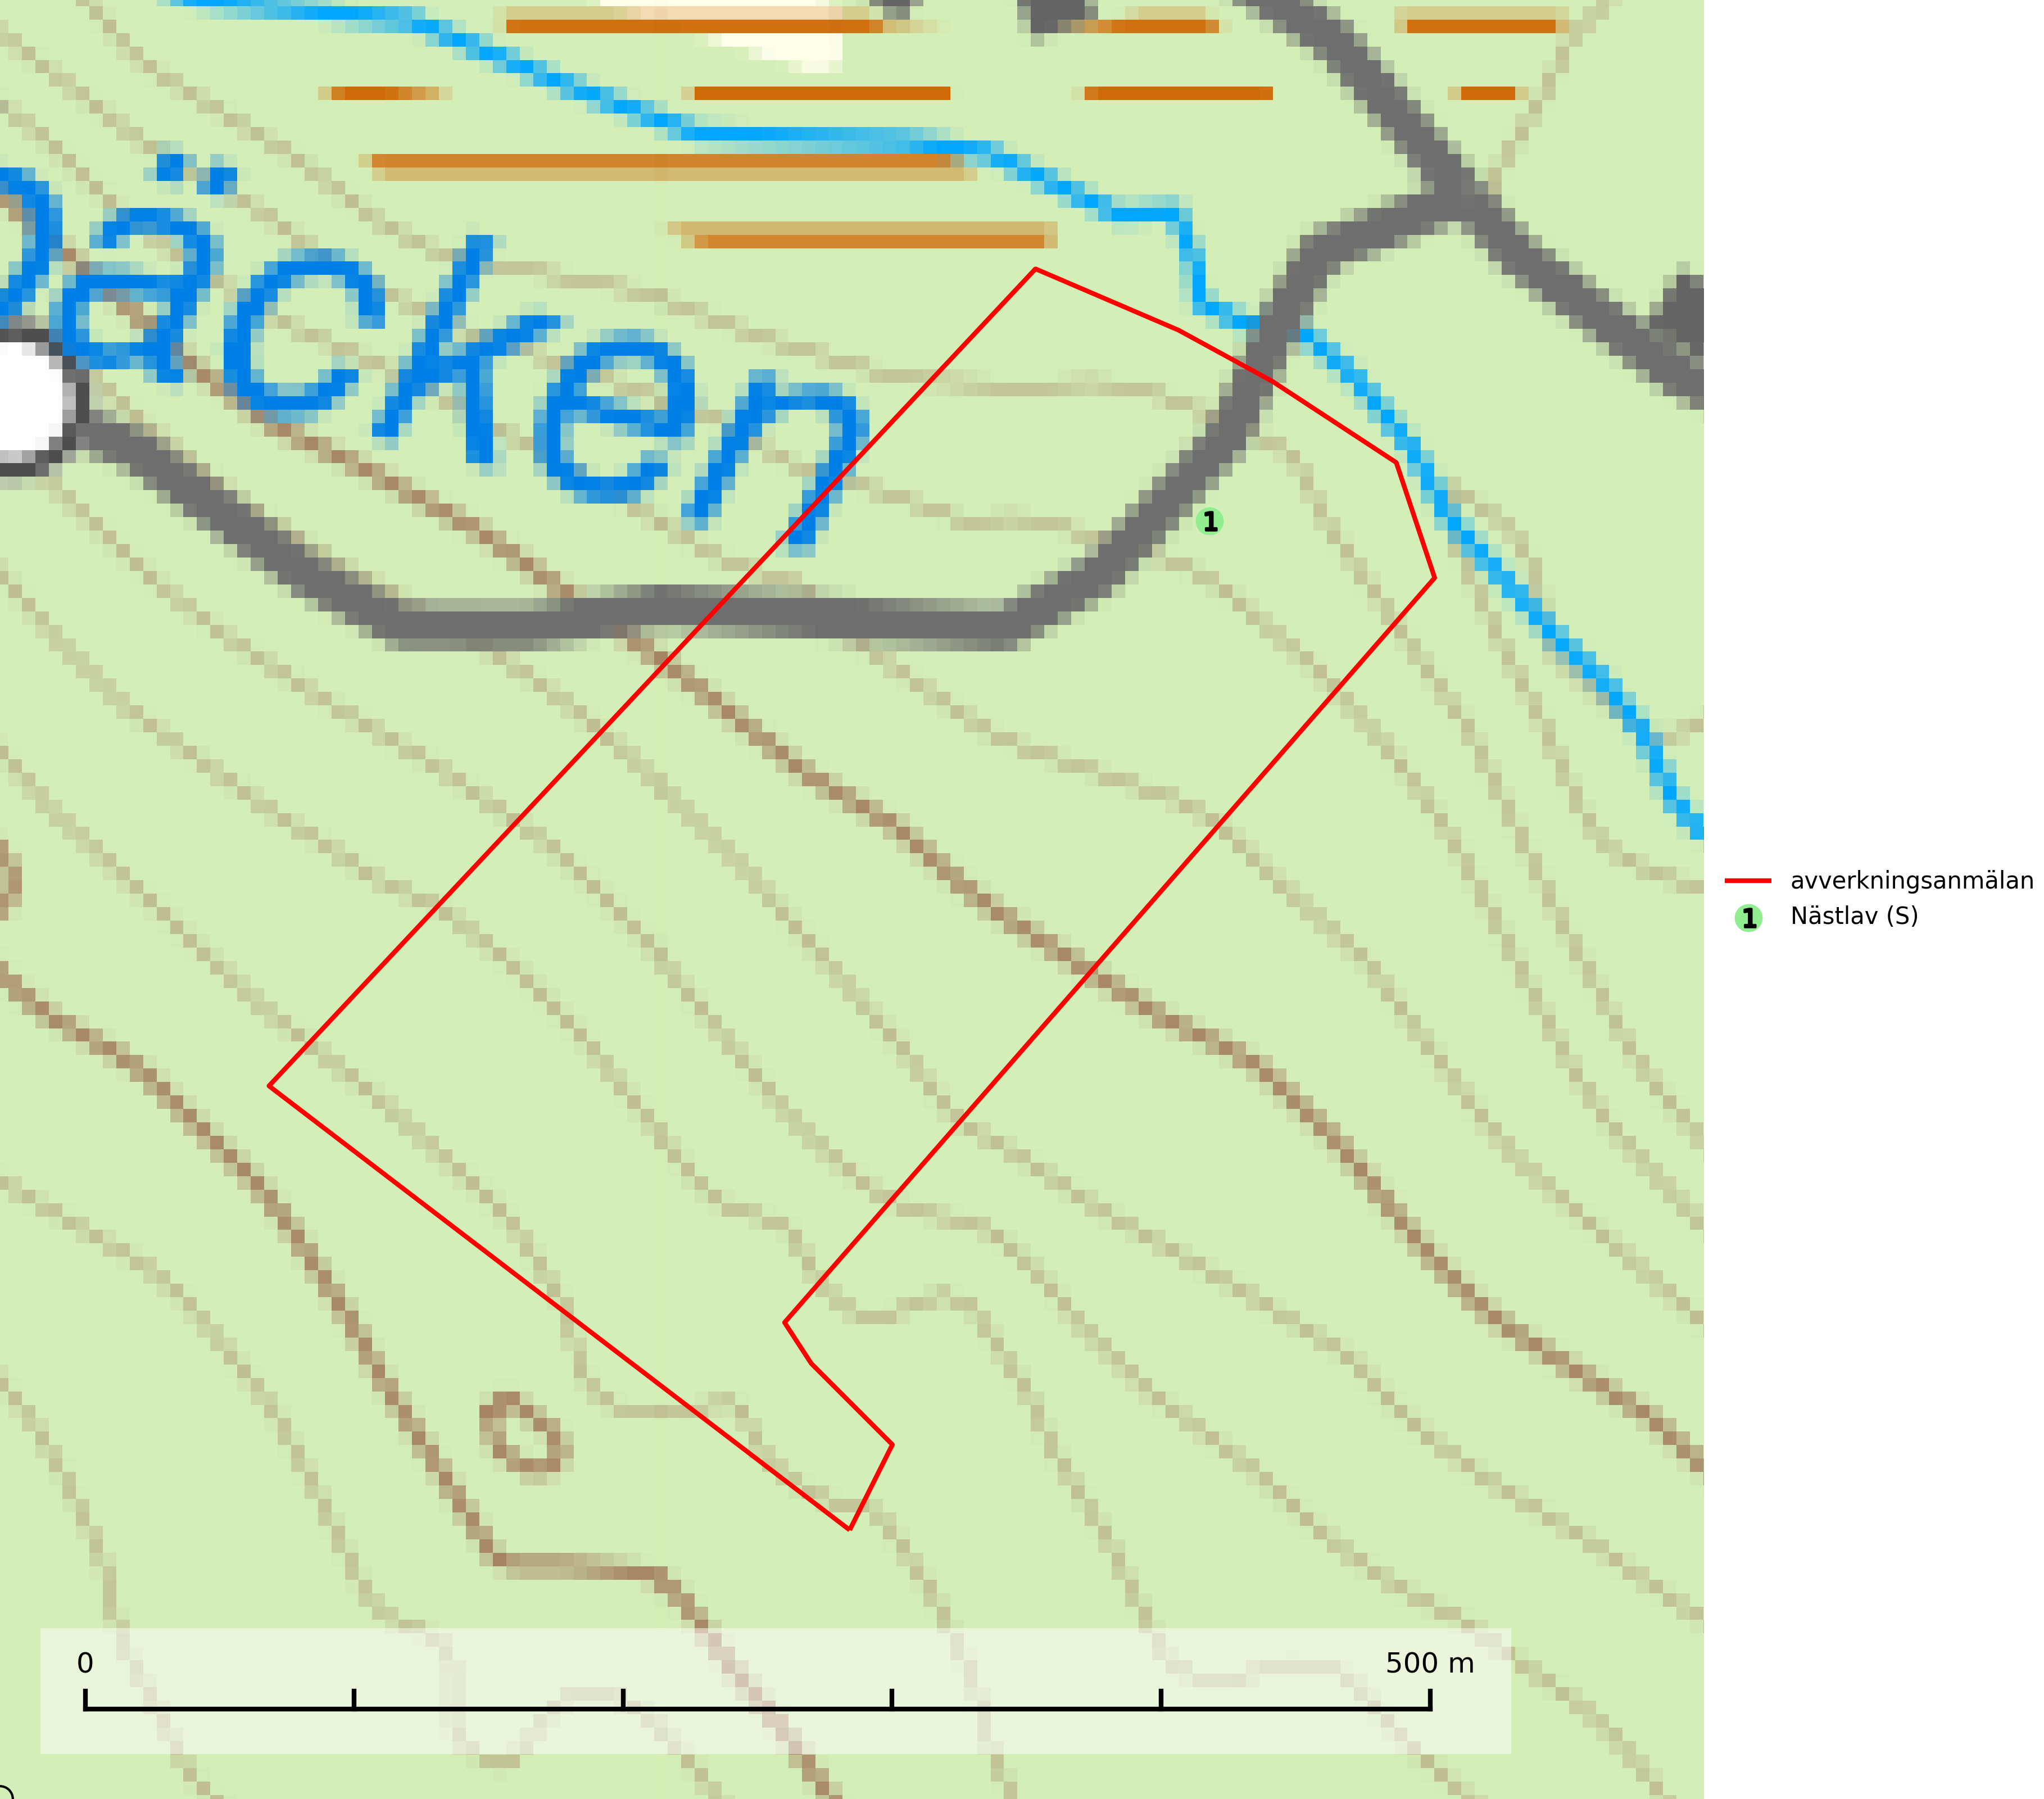 äcken
1
avverkningsanmälan
1 Nästlav (S)
0 500 m